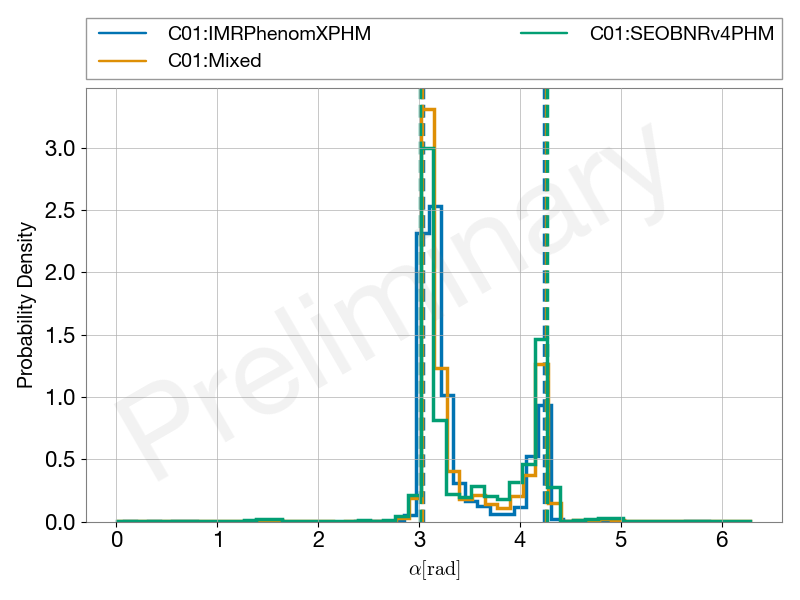 C01:IMRPhenomXPHM
C01:Mixed
C01:SEOBNRv4PHM
Preliminary
Probability Density
3.0
2.5
2.0
1.5
1.0
0.5
0.0
0 1 2 3 4 5 6
α[rad]